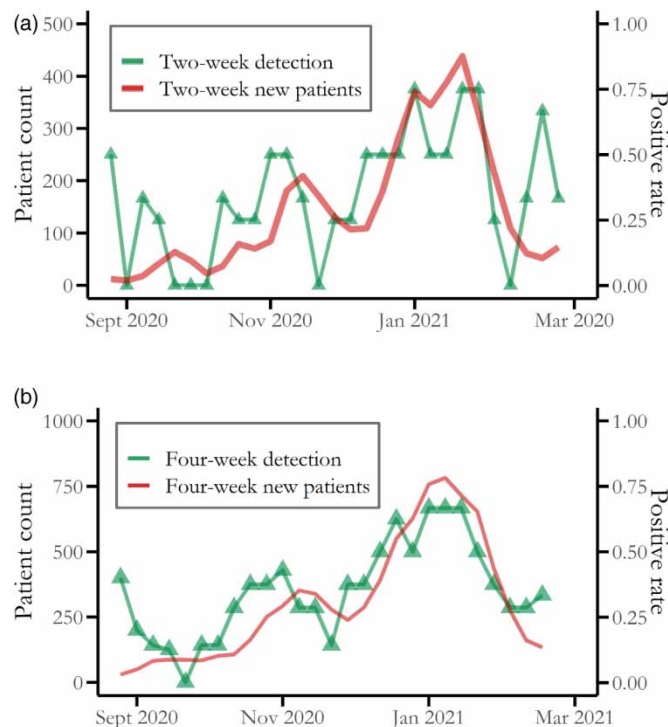 (a)
500
400
300
200
100
0
Patient count
Two-week detection
Two-week new patients
1.00
0.75
0.50
0.25
0.00
Positive rate
Sept 2020
Nov 2020
Jan 2021
Mar 2020
(b)
1000
750
500
250
0
Patient count
Four-week detection
Four-week new patients
1.00
0.75
0.50
0.25
0.00
Positive rate
Sept 2020
Nov 2020
Jan 2021
Mar 2021